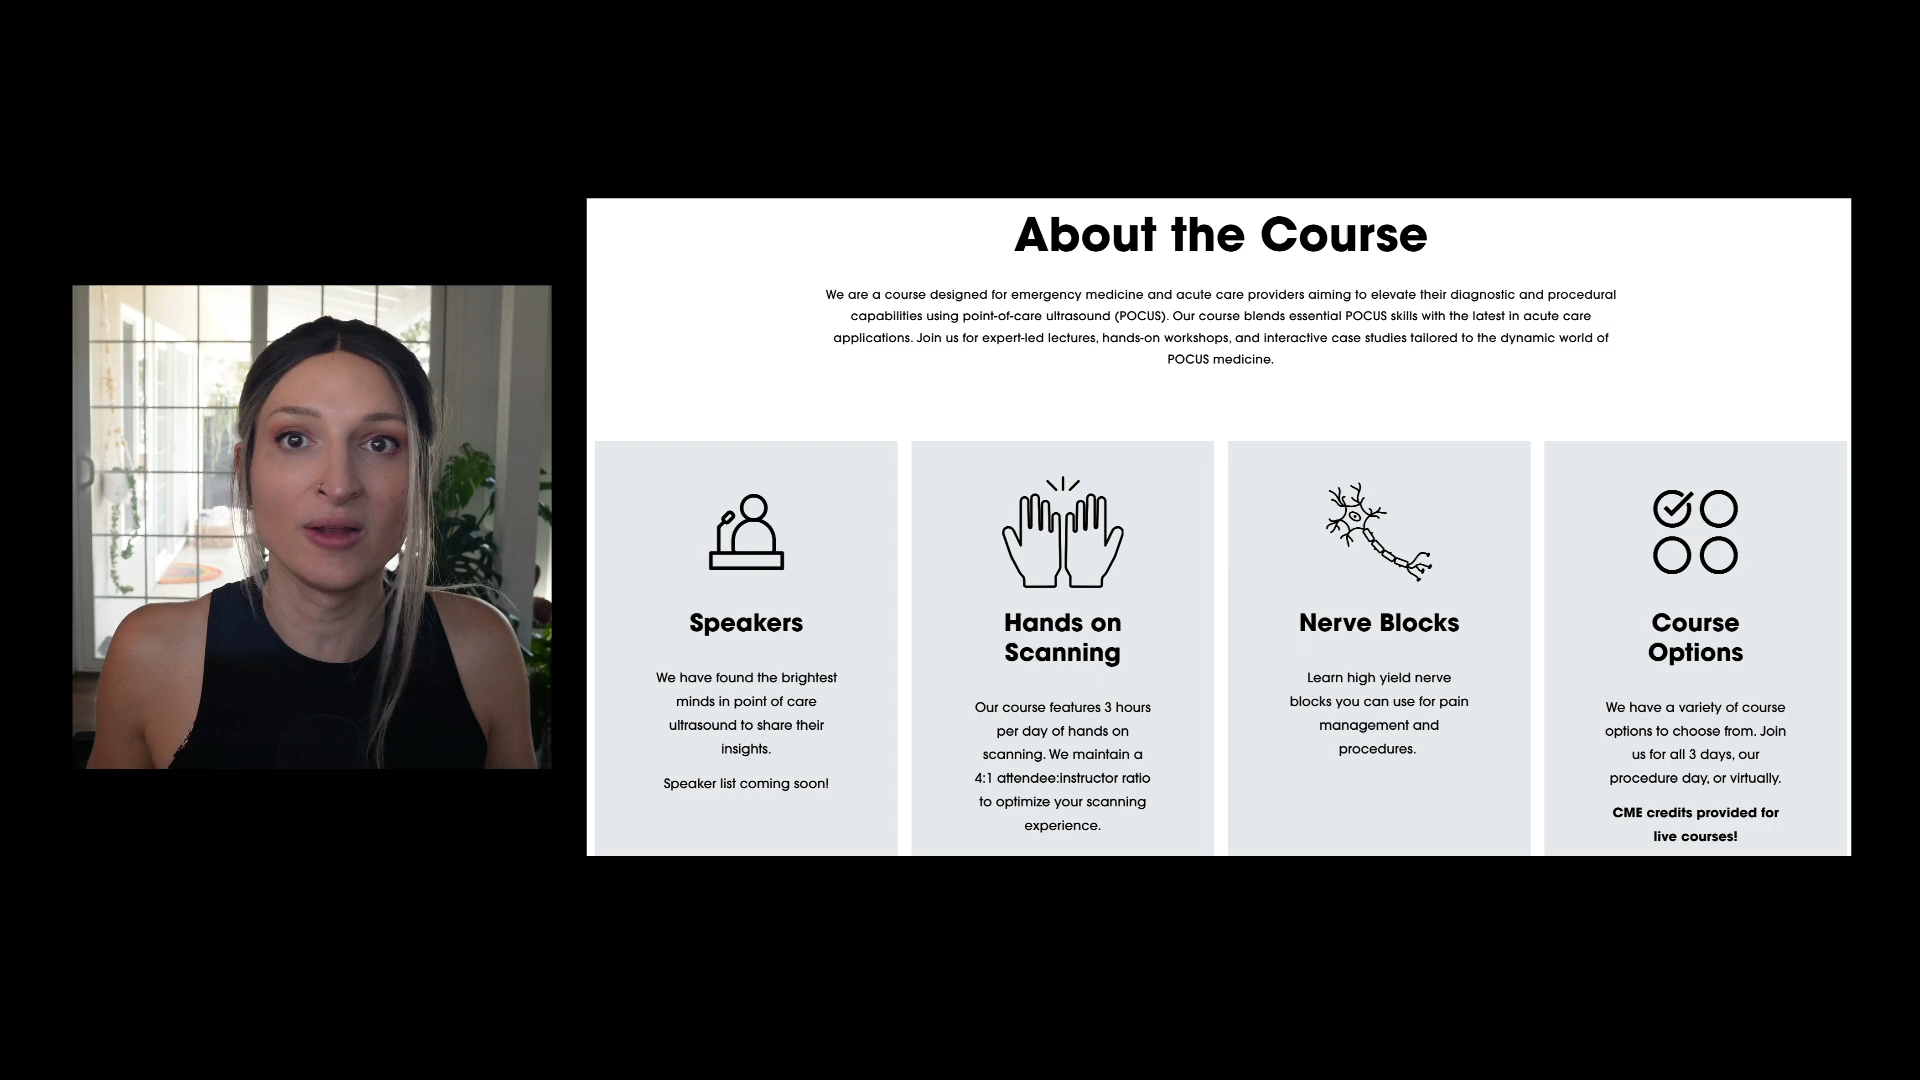 About the Course
We are a course designed for emergency medicine and acute care providers aiming to elevate their diagnostic and procedural
capabilities using point-of-care ultrasound (POCUS). Our course blends essential POCUS skills with the latest in acute care
applications. Join us for expert-led lectures, hands-on workshops, and interactive case studies tailored to the dynamic world of
POCUS medicine.
Speakers
We have found the brightest
minds in point of care
ultrasound to share their
insights.
Speaker list coming soon!
Hands on
Scanning
Our course features 3 hours
per day of hands on
scanning. We maintain a
4:1 attendee:instructor ratio
to optimize your scanning
experience.
Nerve Blocks
Learn high yield nerve
blocks you can use for pain
management and
procedures.
Course
Options
We have a variety of course
options to choose from. Join
us for all 3 days, our
procedure day, or virtually.
CME credits provided for
live courses!